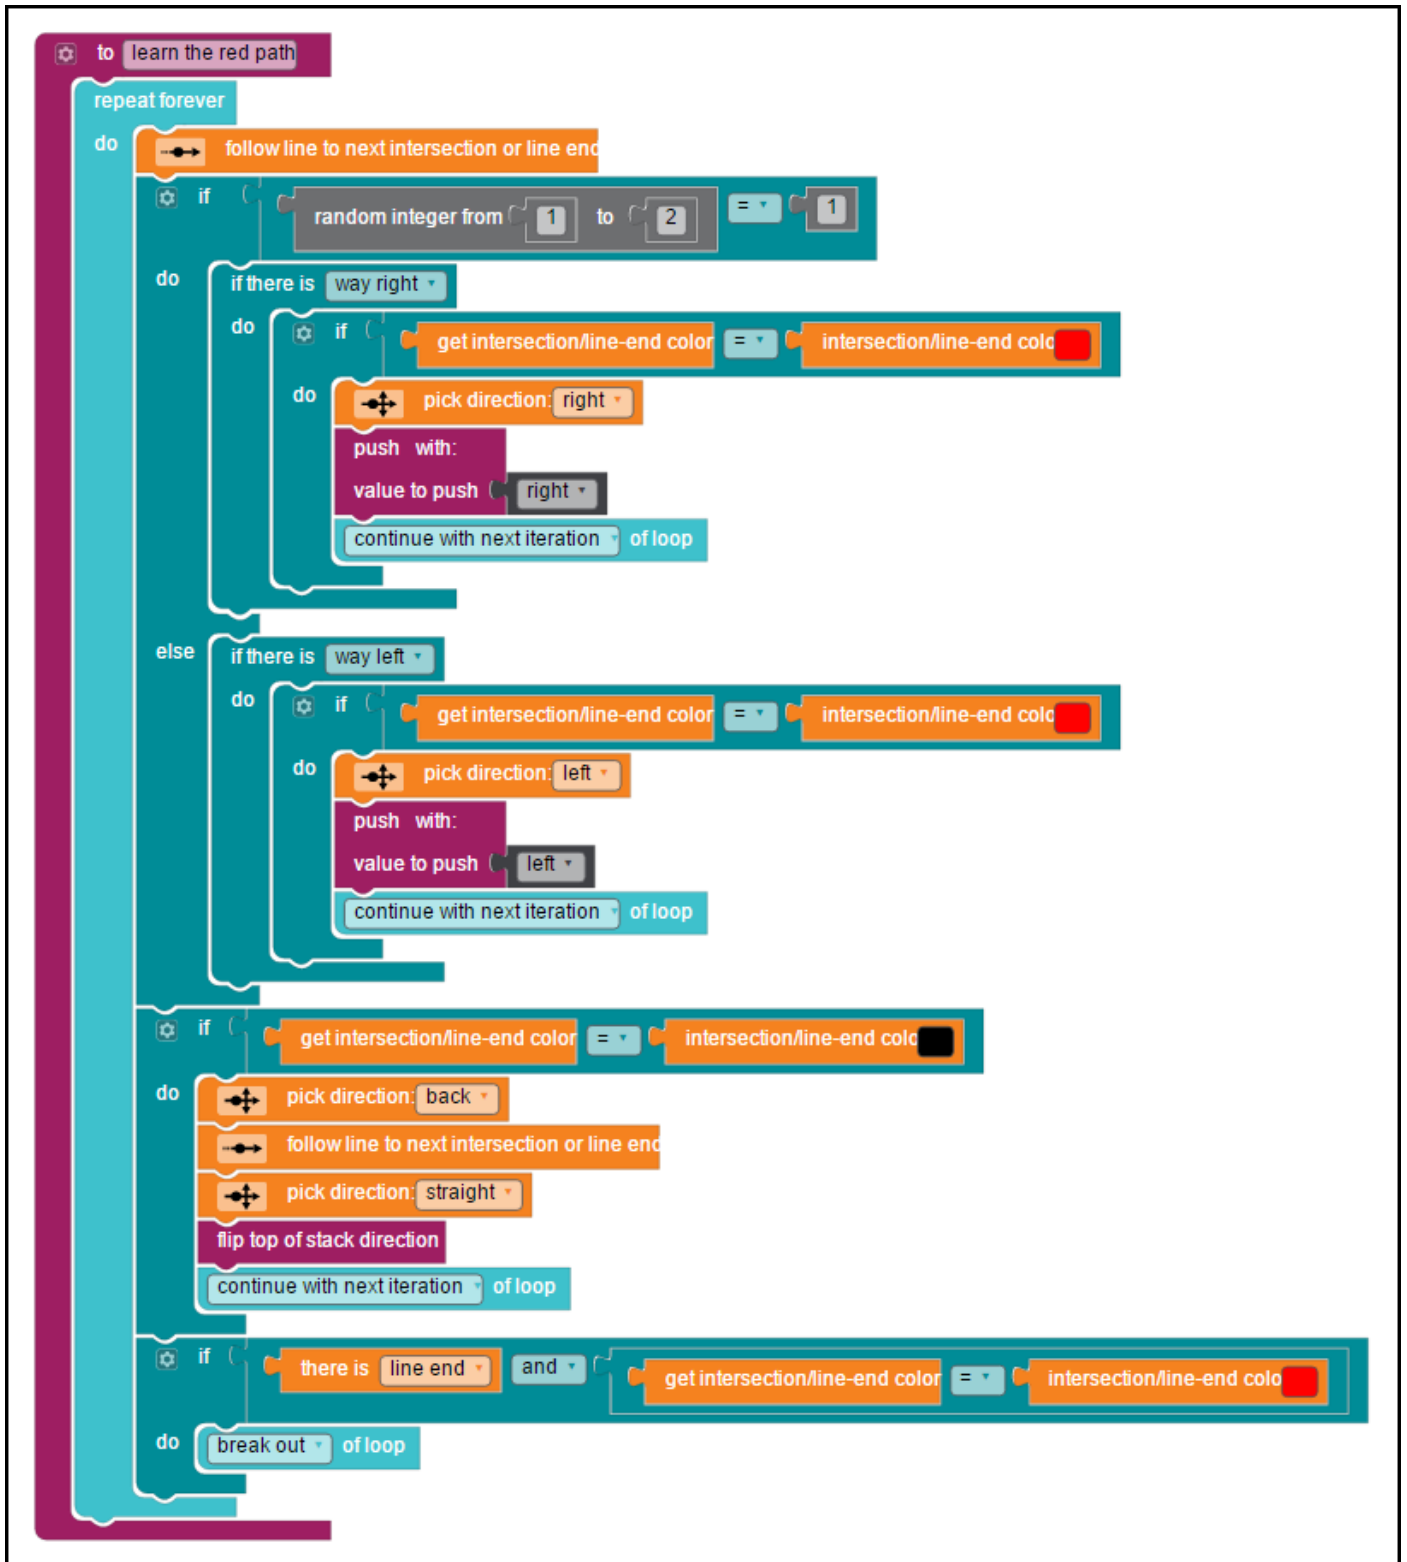 to learn the red path
repeat forever
do follow line to next intersection or line end
if random integer from 1 to 2 = 1
do if there is way right
do if get intersection/line-end color = intersection/line-end colo
do pick direction: right
push with:
value to push right
continue with next iteration of loop
else if there is way left
do if get intersection/line-end color = intersection/line-end colo
do pick direction: left
push with:
value to push left
continue with next iteration of loop
if get intersection/line-end color = intersection/line-end colo
do pick direction: back
follow line to next intersection or line end
pick direction: straight
flip top of stack direction
continue with next iteration of loop
if there is line end and get intersection/line-end color = intersection/line-end colo
do break out of loop